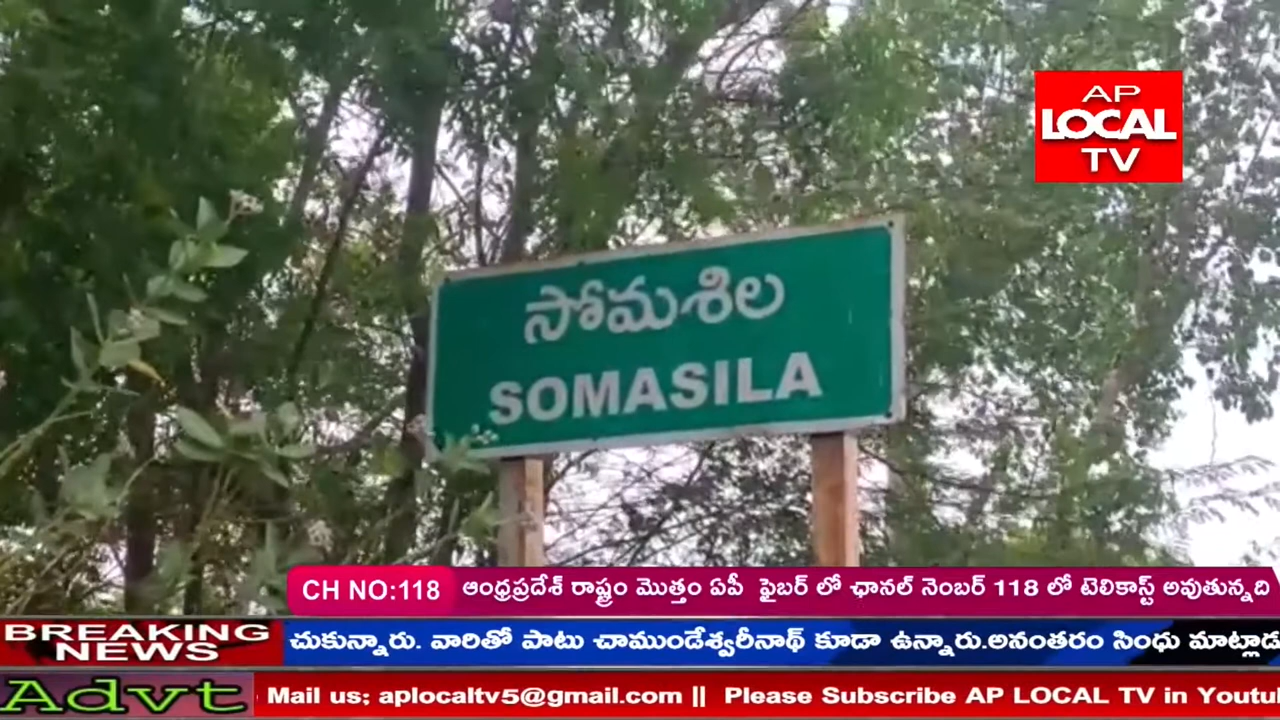 AP
LOCAL
TV
సోమశిల
SOMASILA
CH NO:118 ఆంధ్రప్రదేశ్ రాష్ట్రం మొత్తం ఏపీ ఫైబర్ లో ఛానల్ నెంబర్ 118 లో టెలికాస్ట్ అవుతున్నది
BREAKING NEWS చుకున్నారు. వారితో పాటు చాముండేశ్వరీనాథ్ కూడా ఉన్నారు.అనంతరం సింధు మాట్లాడు
Advt Mail us; aplocaltv5@gmail.com || Please Subscribe AP LOCAL TV in Youtu